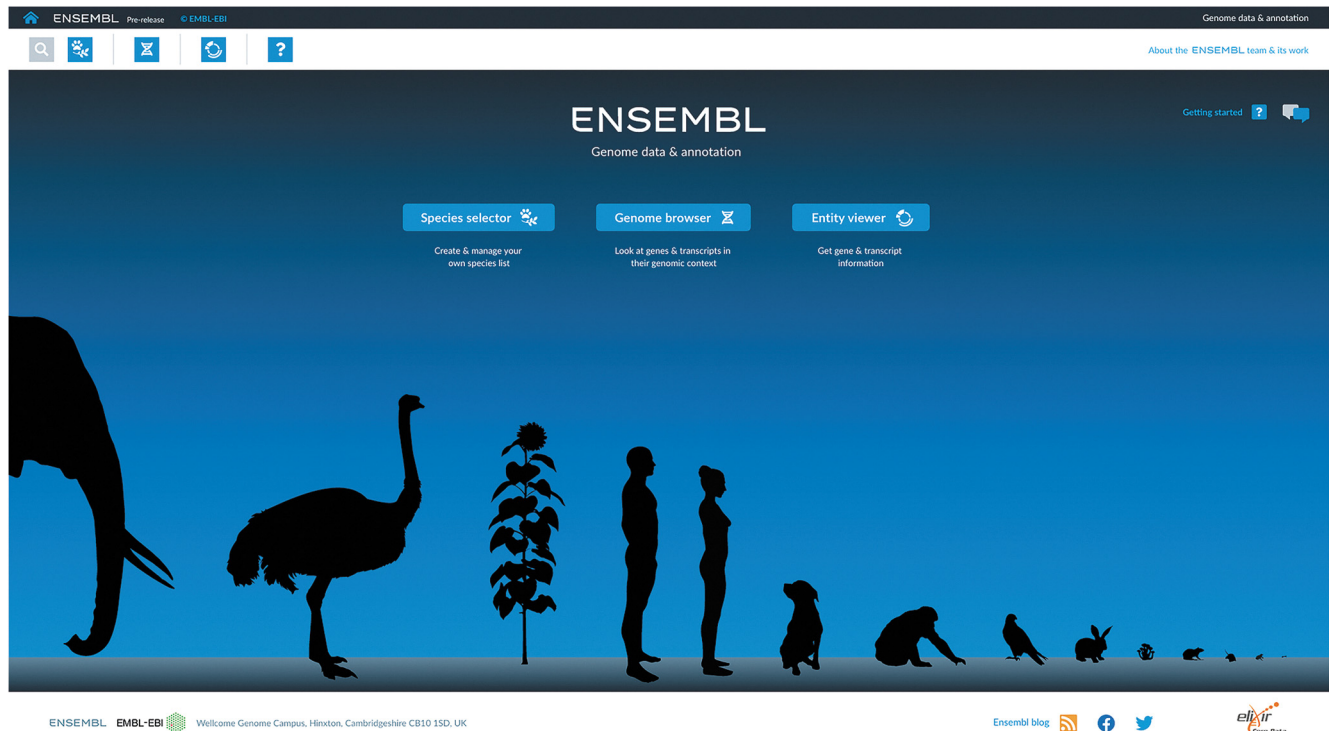 ENSEMBL Pre-release © EMBL-EBI Genome data & annotation
?
About the ENSEMBL team & its work
ENSEMBL
Genome data & annotation
Getting started ?
Species selector
Genome browser
Entity viewer
Create & manage your
own species list
Look at genes & transcripts in
their genomic context
Get gene & transcript
information
ENSEMBL EMBL-EBI Wellcome Genome Campus, Hinxton, Cambridgeshire CB10 1SD, UK
Ensembl blog
elixir